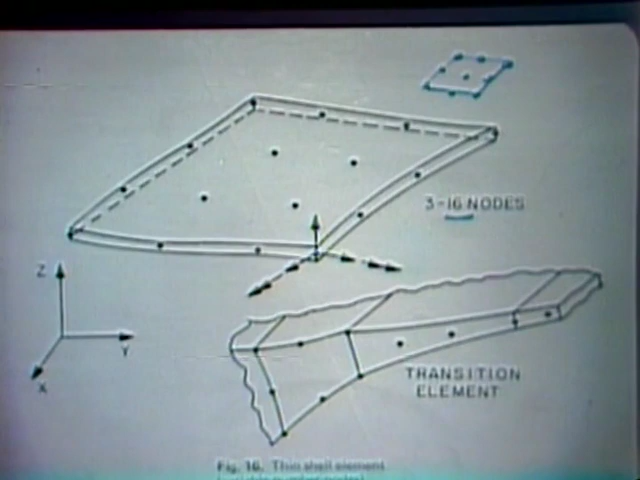 3-16 NODES
Z
Y
X
TRANSITION
ELEMENT
Fig. 16. Thin shell element